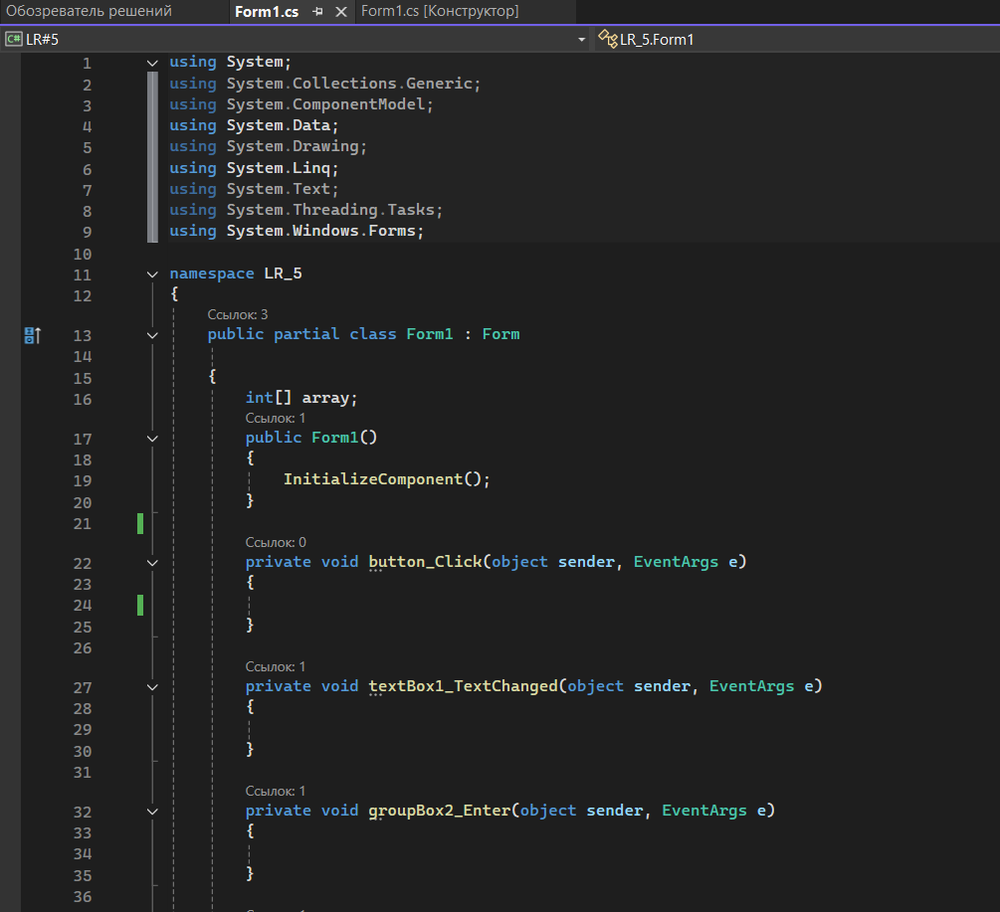 Обозреватель решений Form1.cs Form1.cs [Конструктор]
C# LR#5 LR_5.Form1
1 using System;
2 using System.Collections.Generic;
3 using System.ComponentModel;
4 using System.Data;
5 using System.Drawing;
6 using System.Linq;
7 using System.Text;
8 using System.Threading.Tasks;
9 using System.Windows.Forms;
10
11 namespace LR_5
12 {
Ссылок: 3
13 public partial class Form1 : Form
14
15 {
16 int[] array;
Ссылок: 1
17 public Form1()
18 {
19 InitializeComponent();
20 }
21
Ссылок: 0
22 private void button_Click(object sender, EventArgs e)
23 {
24
25 }
26
Ссылок: 1
27 private void textBox1_TextChanged(object sender, EventArgs e)
28 {
29
30 }
31
Ссылок: 1
32 private void groupBox2_Enter(object sender, EventArgs e)
33 {
34
35 }
36